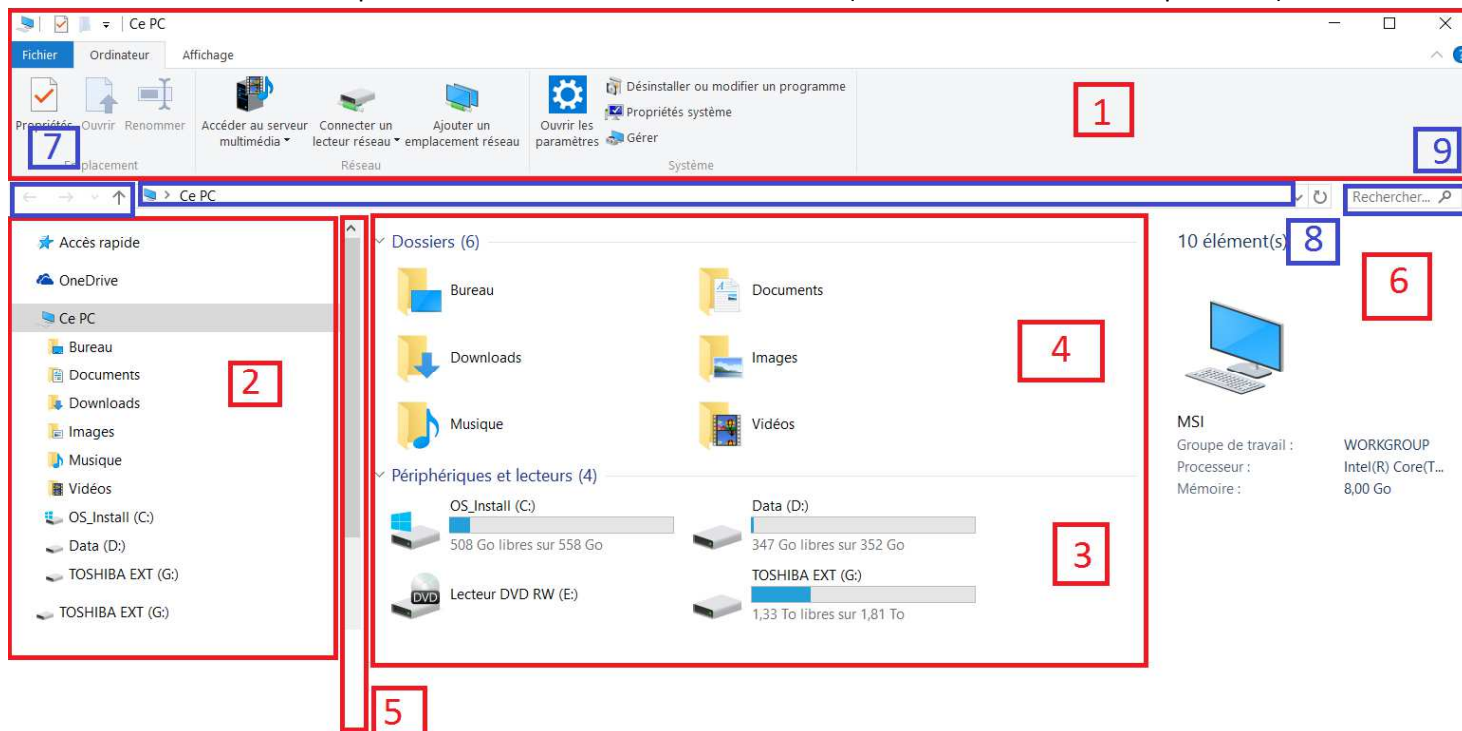 Ce PC
Fichier Ordinateur Affichage
Propriétés Ouvrir Renommer Accéder au serveur multimédia Connecter un lecteur réseau Ajouter un emplacement réseau Ouvrir les paramètres
Désinstaller ou modifier un programme
Propriétés système
Gérer
1
7
9
Réseau Système
Ce PC Rechercher...
Accès rapide
OneDrive
Ce PC
Bureau
Documents
Downloads
Images
Musique
Vidéos
OS_Install (C:)
Data (D:)
TOSHIBA EXT (G:)
TOSHIBA EXT (G:)
2
5
Dossiers (6)
Bureau Documents
Downloads Images
Musique Vidéos
4
Périphériques et lecteurs (4)
OS_Install (C:)
508 Go libres sur 558 Go
Data (D:)
347 Go libres sur 352 Go
DVD
Lecteur DVD RW (E:)
TOSHIBA EXT (G:)
1,33 To libres sur 1,81 To
3
10 élément(s)
8
6
MSI
Groupe de travail : WORKGROUP
Processeur : Intel(R) Core(T...
Mémoire : 8,00 Go